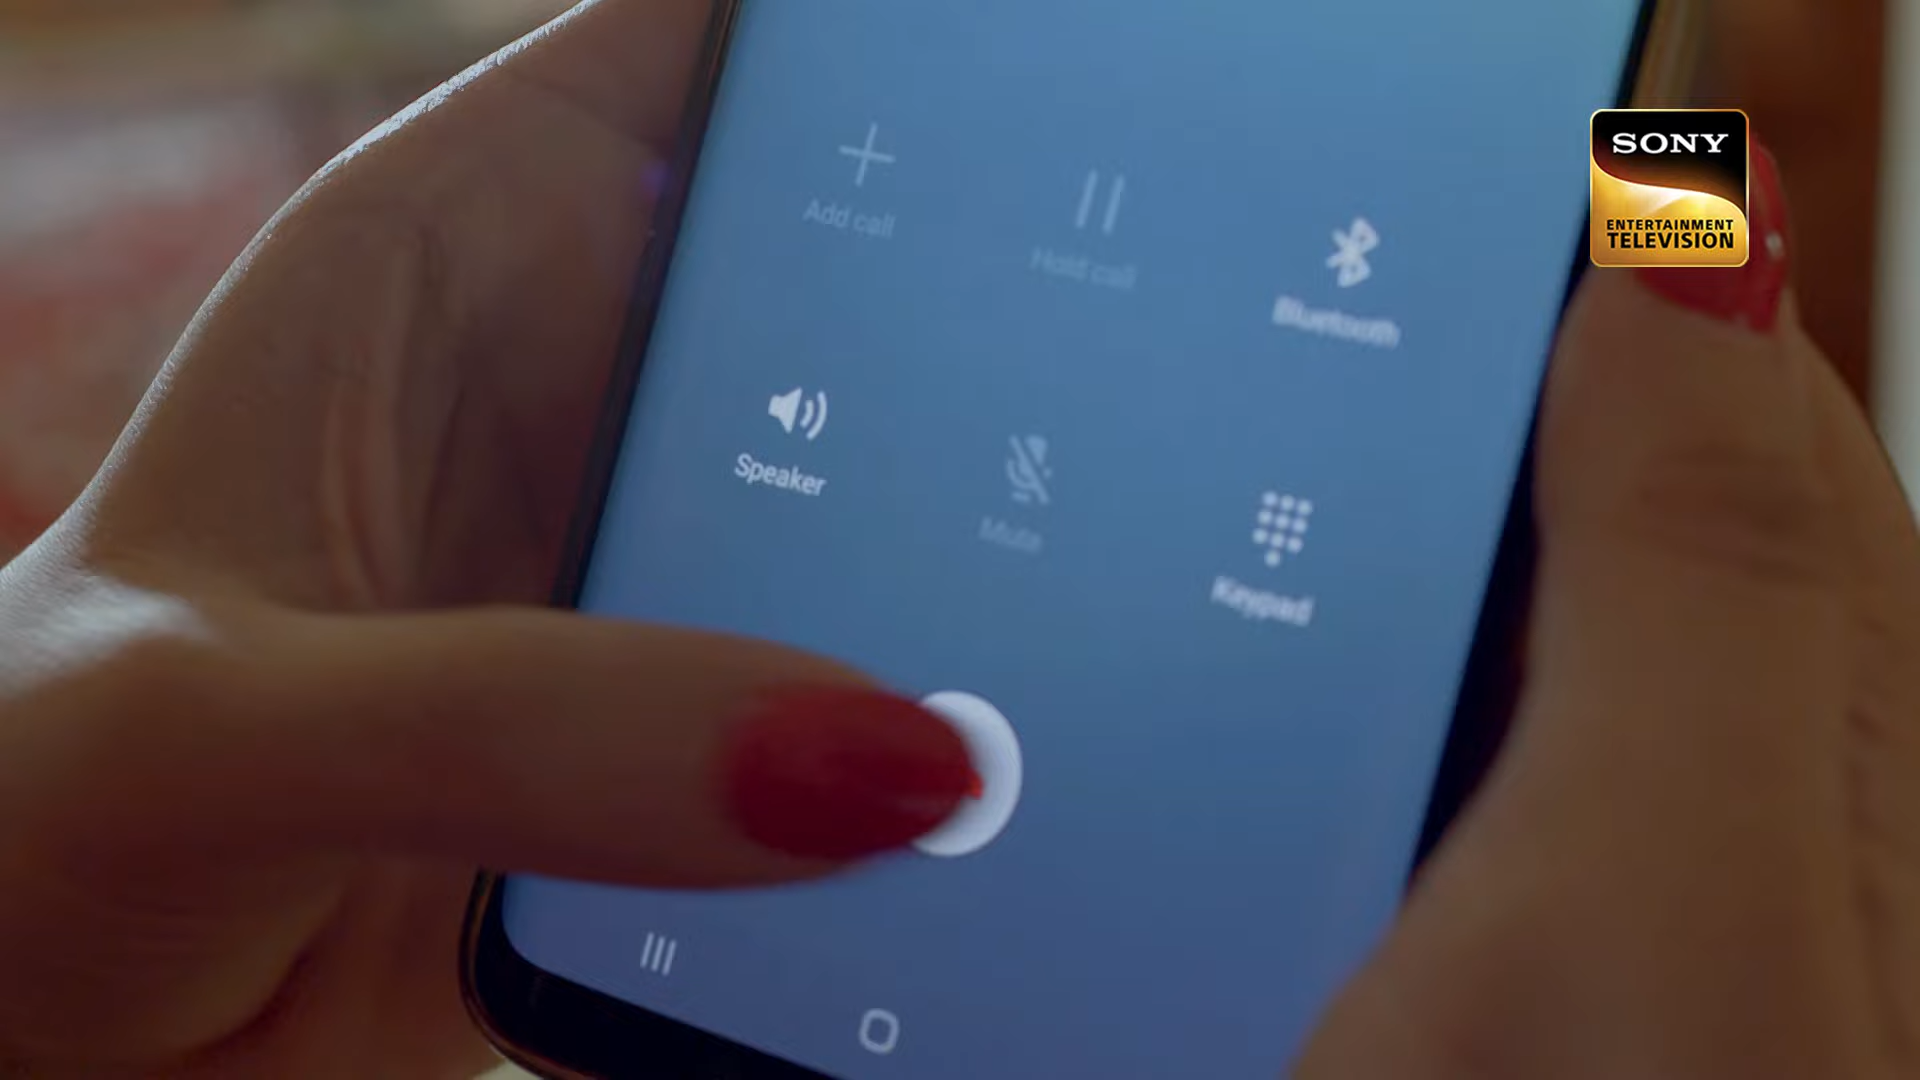 SONY
ENTERTAINMENT
TELEVISION
Add call
Hold call
Bluetooth
Speaker
Mute
Keypad